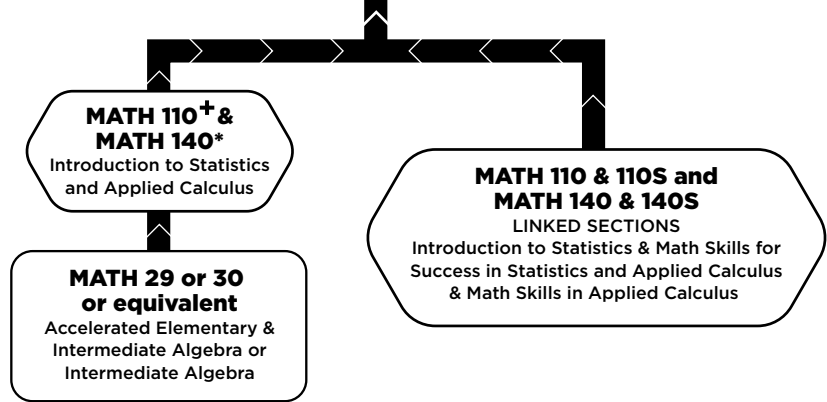 MATH 110+ &
MATH 140*
Introduction to Statistics
and Applied Calculus
MATH 29 or 30
or equivalent
Accelerated Elementary &
Intermediate Algebra or
Intermediate Algebra
MATH 110 & 110S and
MATH 140 & 140S
LINKED SECTIONS
Introduction to Statistics & Math Skills for
Success in Statistics and Applied Calculus
& Math Skills in Applied Calculus